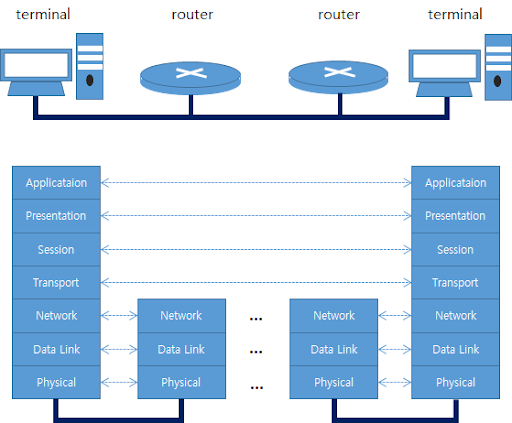 terminal router router terminal
Applicataion Applicataion
Presentation Presentation
Session Session
Transport Transport
Network Network ... Network Network
Data Link Data Link ... Data Link Data Link
Physical Physical ... Physical Physical